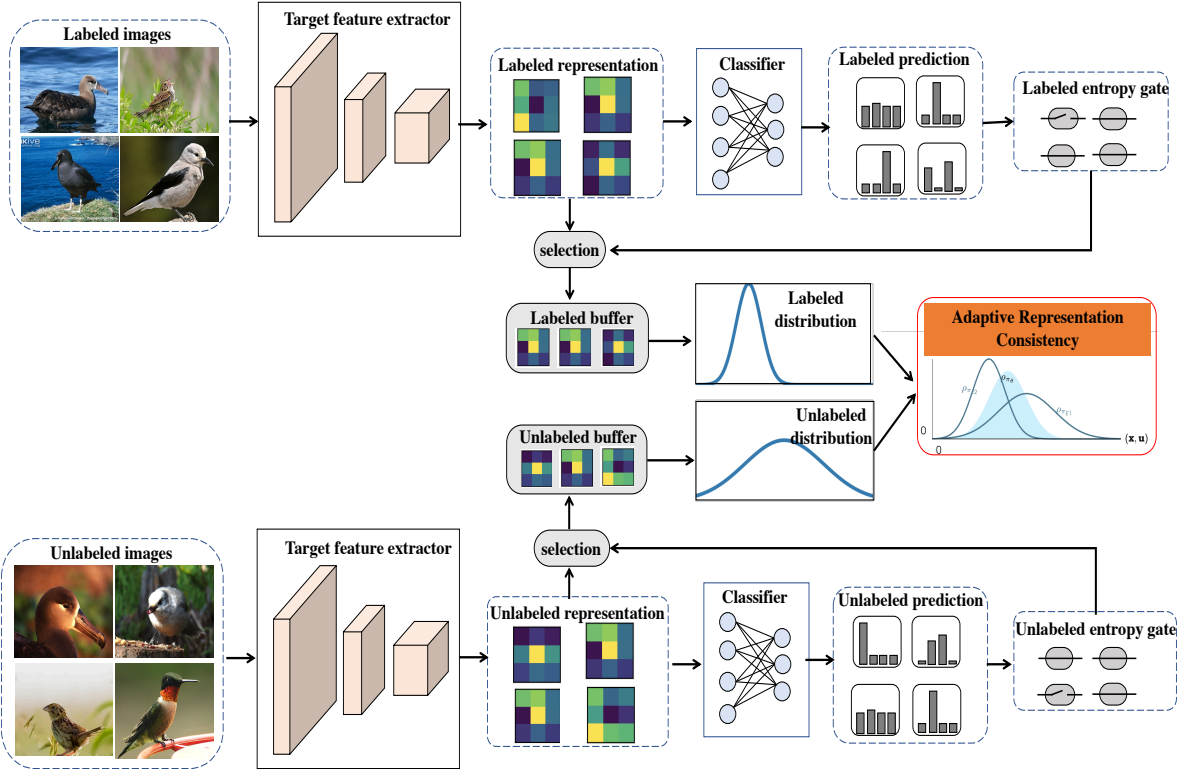 Labeled images
Target feature extractor
Labeled representation
Classifier
Labeled prediction
Labeled entropy gate
selection
Labeled buffer
Labeled
distribution
Adaptive Representation
Consistency
0
0
(x, u)
Unlabeled buffer
Unlabeled
distribution
selection
Unlabeled images
Target feature extractor
Unlabeled representation
Classifier
Unlabeled prediction
Unlabeled entropy gate